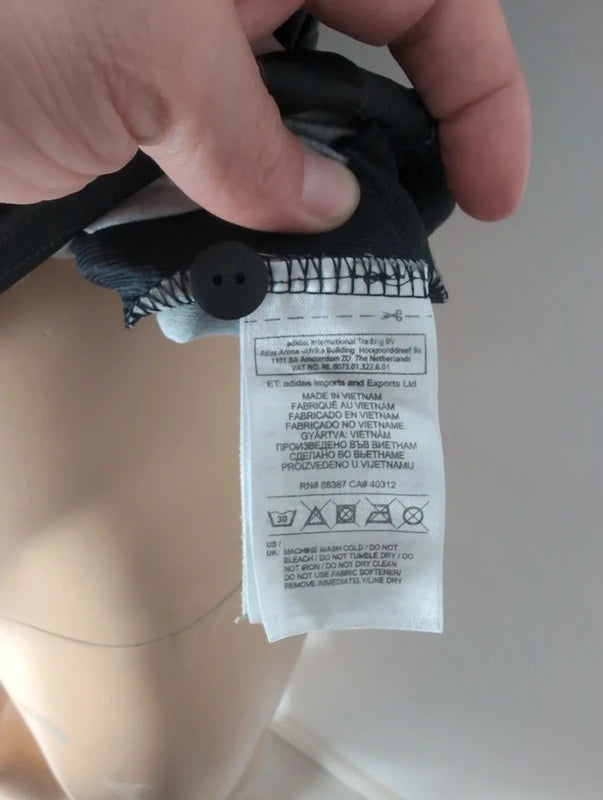 adidas International Trading BV
Atlas Arena-Afrika Building Hoogoorddreef 9a
1101 BA Amsterdam ZO The Netherlands
VAT NO. NL 8073.01.322.B.01
ET: adidas Imports and Exports Ltd
MADE IN VIETNAM
FABRIQUÉ AU VIETNAM
FABRICADO EN VIETNAM
FABRICADO NO VIETNAME
GYÁRTVA: VIETNÁM
ПРОИЗВЕДЕНО ВЪВ ВИЕТНАМ
СДЕЛАНО ВО ВЬЕТНАМЕ
PROIZVEDENO U VIJETNAMU
RN# 88387 CA# 40312
30
US /
UK: MACHINE WASH COLD / DO NOT
BLEACH / DO NOT TUMBLE DRY / DO
NOT IRON / DO NOT DRY CLEAN
DO NOT USE FABRIC SOFTENER/
REMOVE IMMEDIATELY/LINE DRY